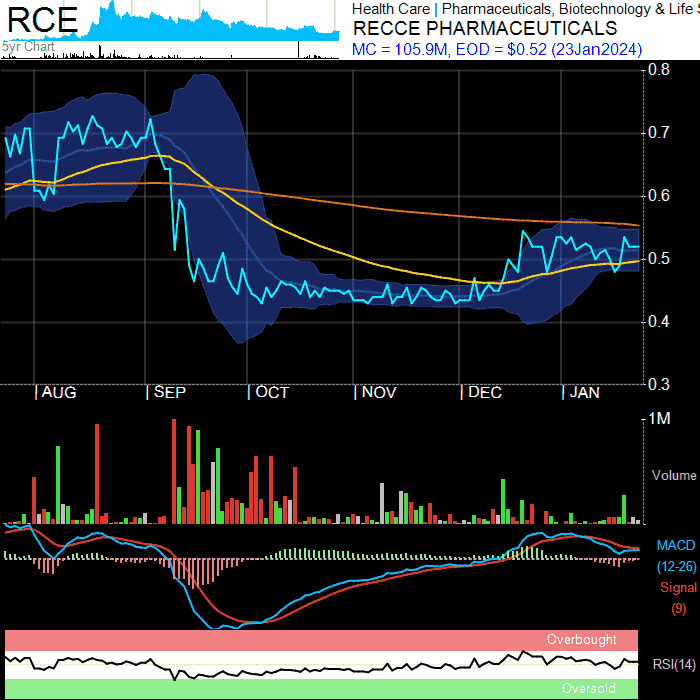 RCE
5yr Chart
Health Care | Pharmaceuticals, Biotechnology & Life S
RECCE PHARMACEUTICALS
MC = 105.9M, EOD = $0.52 (23Jan2024)
0.8
0.7
0.6
0.5
0.4
0.3
AUG SEP OCT NOV DEC JAN
1M
Volume
MACD
(12-26)
Signal
(9)
Overbought
RSI(14)
Oversold